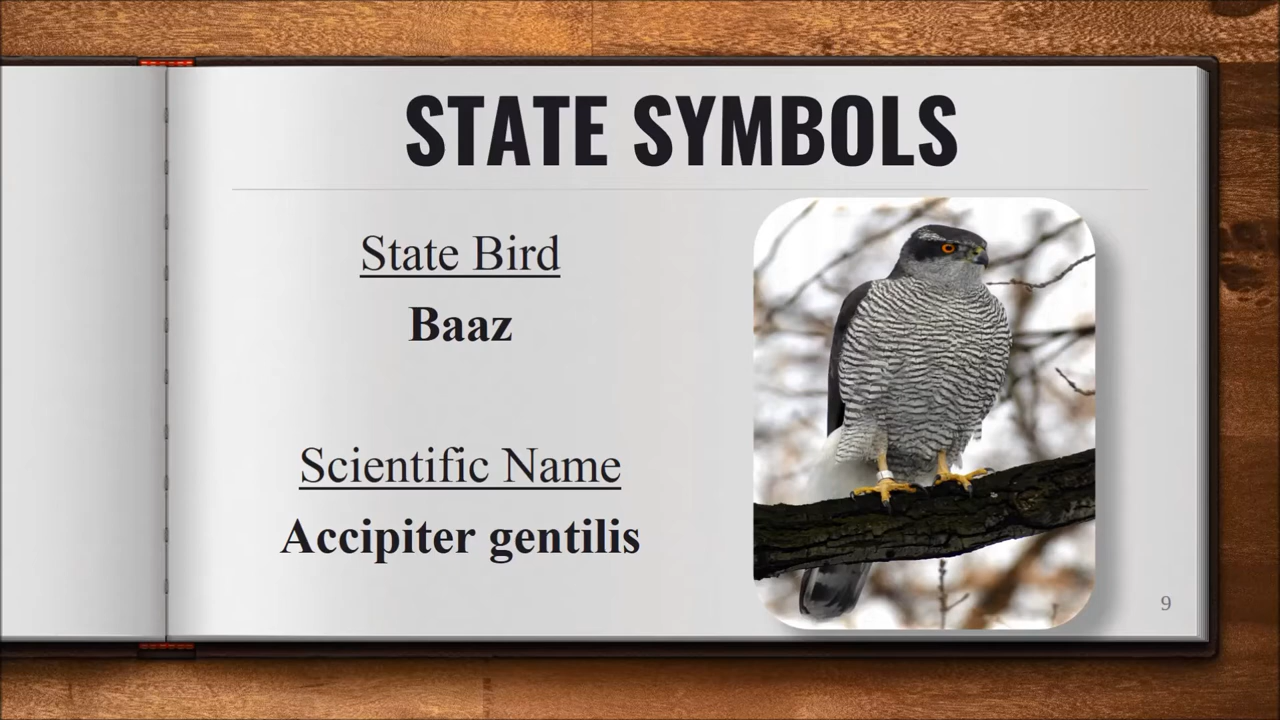 STATE SYMBOLS
State Bird
Baaz
Scientific Name
Accipiter gentilis
9